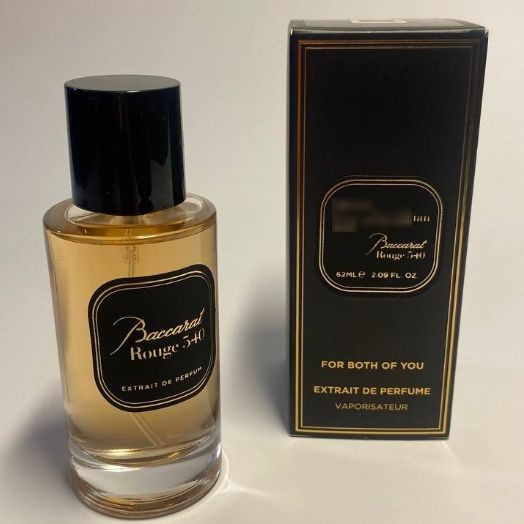 Baccarat
Rouge 540
EXTRAIT DE PERFUM
Baccarat
Rouge 540
62ML℮ 2.09 FL. OZ.
FOR BOTH OF YOU
EXTRAIT DE PERFUME
VAPORISATEUR